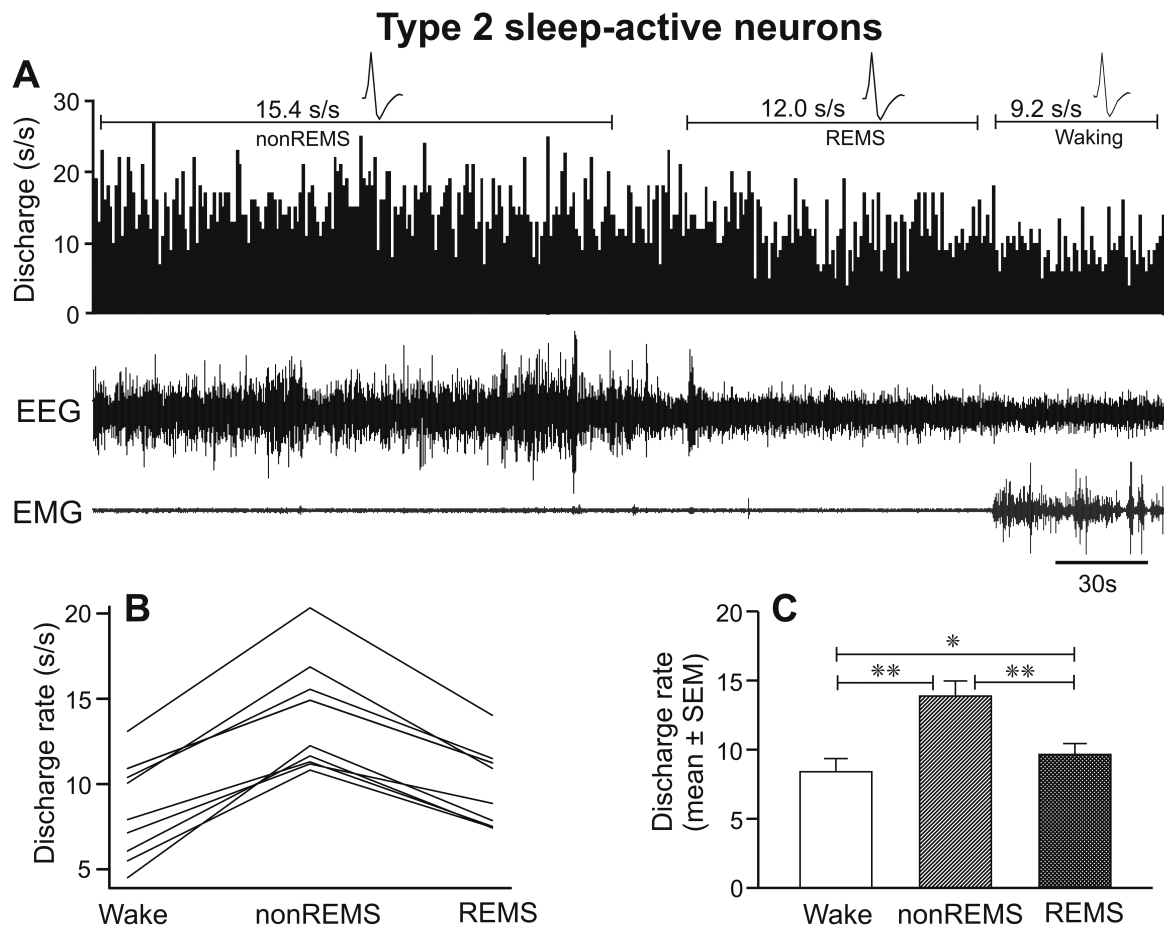 Type 2 sleep-active neurons
A
15.4 s/s
12.0 s/s
9.2 s/s
nonREMS
REMS
Waking
Discharge (s/s)
30
20
10
0
EEG
EMG
30s
B
Discharge rate (s/s)
20
15
10
5
Wake
nonREMS
REMS
C
Discharge rate
(mean ± SEM)
20
15
10
5
0
*
**
**
Wake
nonREMS
REMS